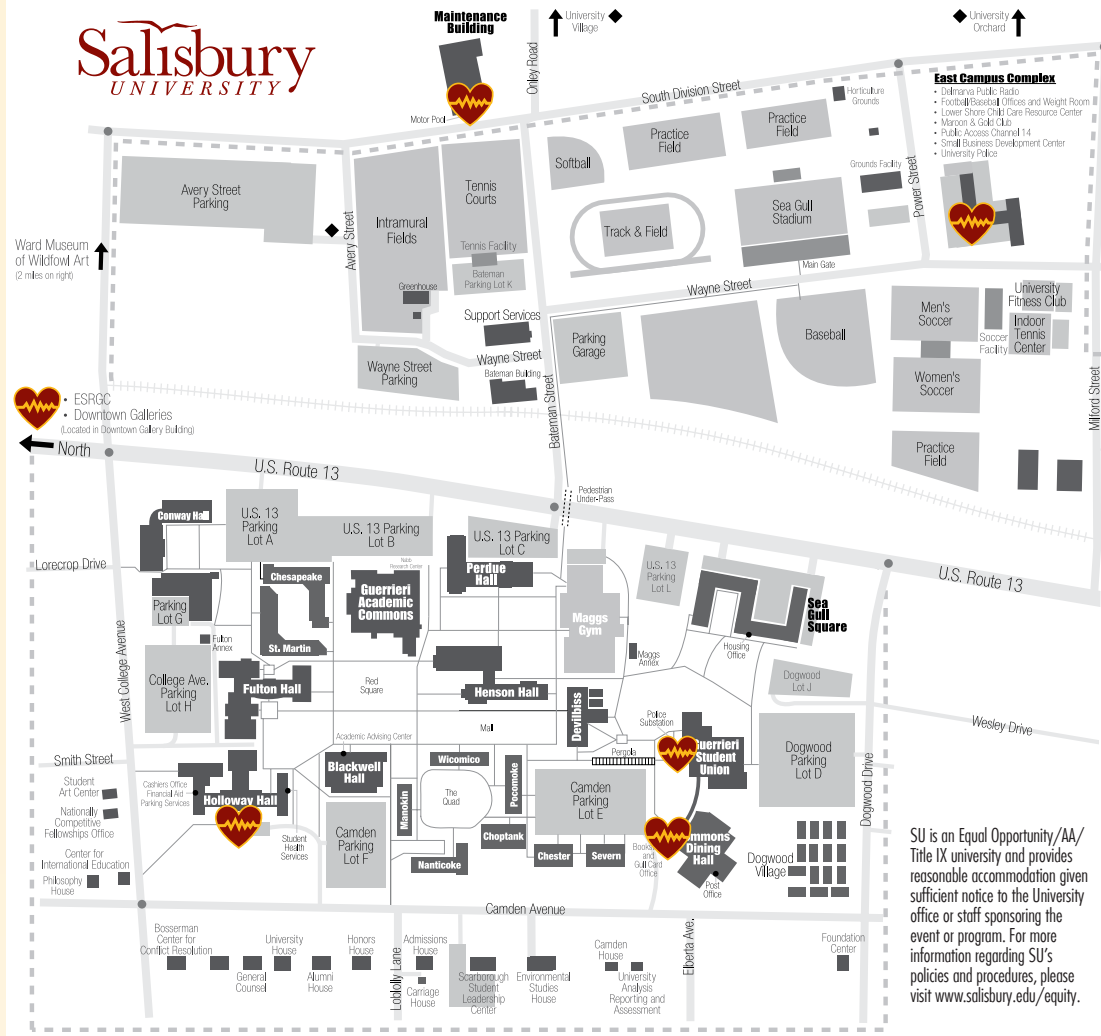 Salisbury
UNIVERSITY
Maintenance
Building
Motor Pool
Onley Road
University
Village
University
Orchard
South Division Street
Horticulture
Grounds
East Campus Complex
• Delmarva Public Radio
• Football/Baseball Offices and Weight Room
• Lower Shore Child Care Resource Center
• Maroon & Gold Club
• Public Access Channel 14
• Small Business Development Center
• University Police
Practice
Field
Practice
Field
Softball
Tennis
Courts
Avery Street
Parking
Avery Street
Intramural
Fields
Track & Field
Sea Gull
Stadium
Grounds Facility
Power Street
Main Gate
Ward Museum
of Wildfowl Art
(2 miles on right)
Tennis Facility
Bateman
Parking Lot K
Greenhouse
Support Services
Wayne Street
Bateman Building
Wayne Street
Parking
Wayne Street
Parking
Garage
Baseball
Men's
Soccer
Soccer
Facility
University
Fitness Club
Indoor
Tennis
Center
Women's
Soccer
Practice
Field
Milford Street
Bateman Street
• ESRGC
• Downtown Galleries
(Located in Downtown Gallery Building)
North
U.S. Route 13
Pedestrian
Under-Pass
U.S. Route 13
Conway Hall
U.S. 13
Parking
Lot A
U.S. 13 Parking
Lot B
U.S. 13 Parking
Lot C
U.S. 13
Parking
Lot L
Lorecrop Drive
West College Avenue
Parking
Lot G
Chesapeake
St. Martin
Nabb
Research Center
Guerrieri
Academic
Commons
Perdue
Hall
Maggs
Gym
Maggs
Annex
Sea
Gull
Square
Housing
Office
Fulton
Annex
College Ave.
Parking
Lot H
Fulton Hall
Red
Square
Henson Hall
Devilbiss
Dogwood
Lot J
Wesley Drive
Mall
Police
Substation
Pergola
Guerrieri
Student
Union
Dogwood
Parking
Lot D
Dogwood Drive
Smith Street
Student
Art Center
Nationally
Competitive
Fellowships Office
Center for
International Education
Philosophy
House
Cashiers Office
Financial Aid
Parking Services
Holloway Hall
Student
Health
Services
Academic Advising Center
Blackwell
Hall
Camden
Parking
Lot F
Manokin
Wicomico
The
Quad
Pocomoke
Choptank
Nanticoke
Camden
Parking
Lot E
Chester
Severn
and
Gull Card
Office
Dining
Hall
Post
Office
Dogwood
Village
Camden Avenue
Bosserman
Center for
Conflict Resolution
General
Counsel
University
House
Alumni
House
Honors
House
Loblolly Lane
Admissions
House
Carriage
House
Scarborough
Student
Leadership
Center
Environmental
Studies
House
Camden
House
University
Analysis
Reporting and
Assessment
Elberta Ave.
Foundation
Center
SU is an Equal Opportunity/AA/
Title IX university and provides
reasonable accommodation given
sufficient notice to the University
office or staff sponsoring the
event or program. For more
information regarding SU's
policies and procedures, please
visit www.salisbury.edu/equity.